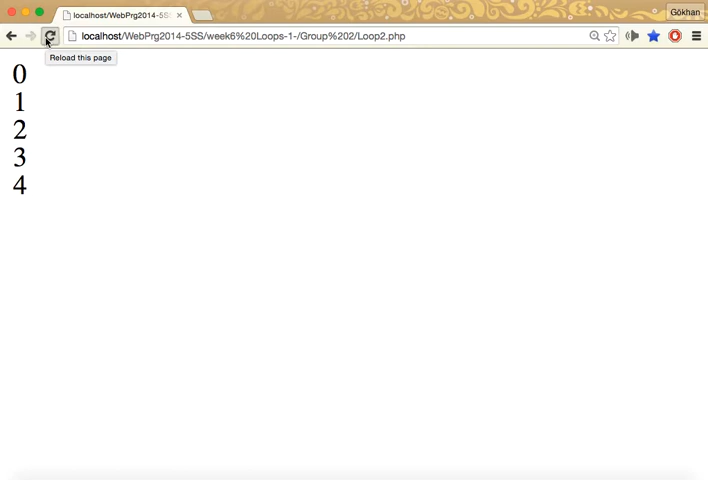 localhost/WebPrg2014-5S
Gökhan
localhost/WebPrg2014-5SS/week6%20Loops-1-/Group%202/Loop2.php
Reload this page
0
1
2
3
4